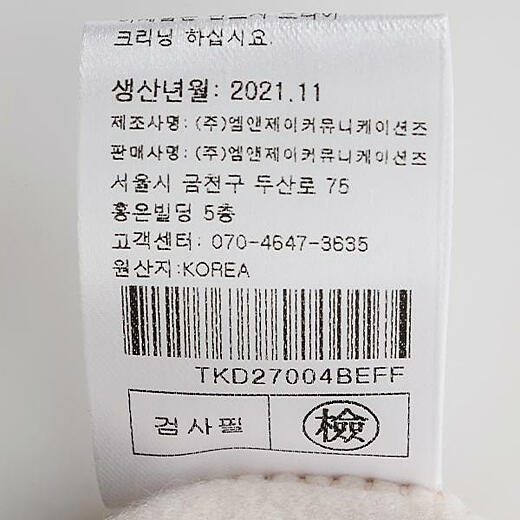 크리닝 하십시요.
생산년월: 2021.11
제조사명: (주)엠앤제이커뮤니케이션즈
판매사명: (주)엠앤제이커뮤니케이션즈
서울시 금천구 두산로 76
홍은빌딩 5층
고객센터: 070-4647-3635
원산지:KOREA
TKD27004BEFF
검사필 檢